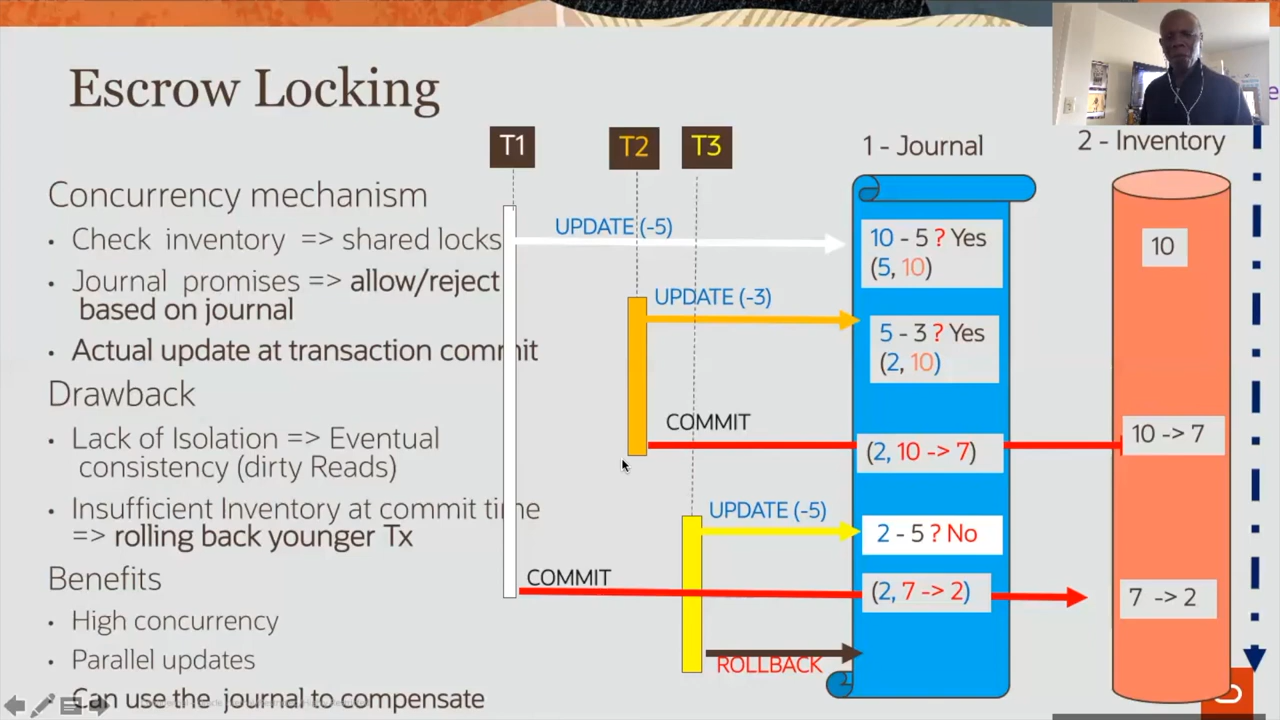 Escrow Locking
T1
T2
T3
1 - Journal
2 - Inventory
Concurrency mechanism
• Check inventory => shared locks
• Journal promises => allow/reject
based on journal
• Actual update at transaction commit
Drawback
• Lack of Isolation => Eventual
consistency (dirty Reads)
• Insufficient Inventory at commit time
=> rolling back younger Tx
Benefits
• High concurrency
• Parallel updates
• Can use the journal to compensate
UPDATE (-5)
10 - 5 ? Yes
(5, 10)
10
UPDATE (-3)
5 - 3 ? Yes
(2, 10)
COMMIT
(2, 10 -> 7)
10 -> 7
UPDATE (-5)
2 - 5 ? No
COMMIT
(2, 7 -> 2)
7 -> 2
ROLLBACK